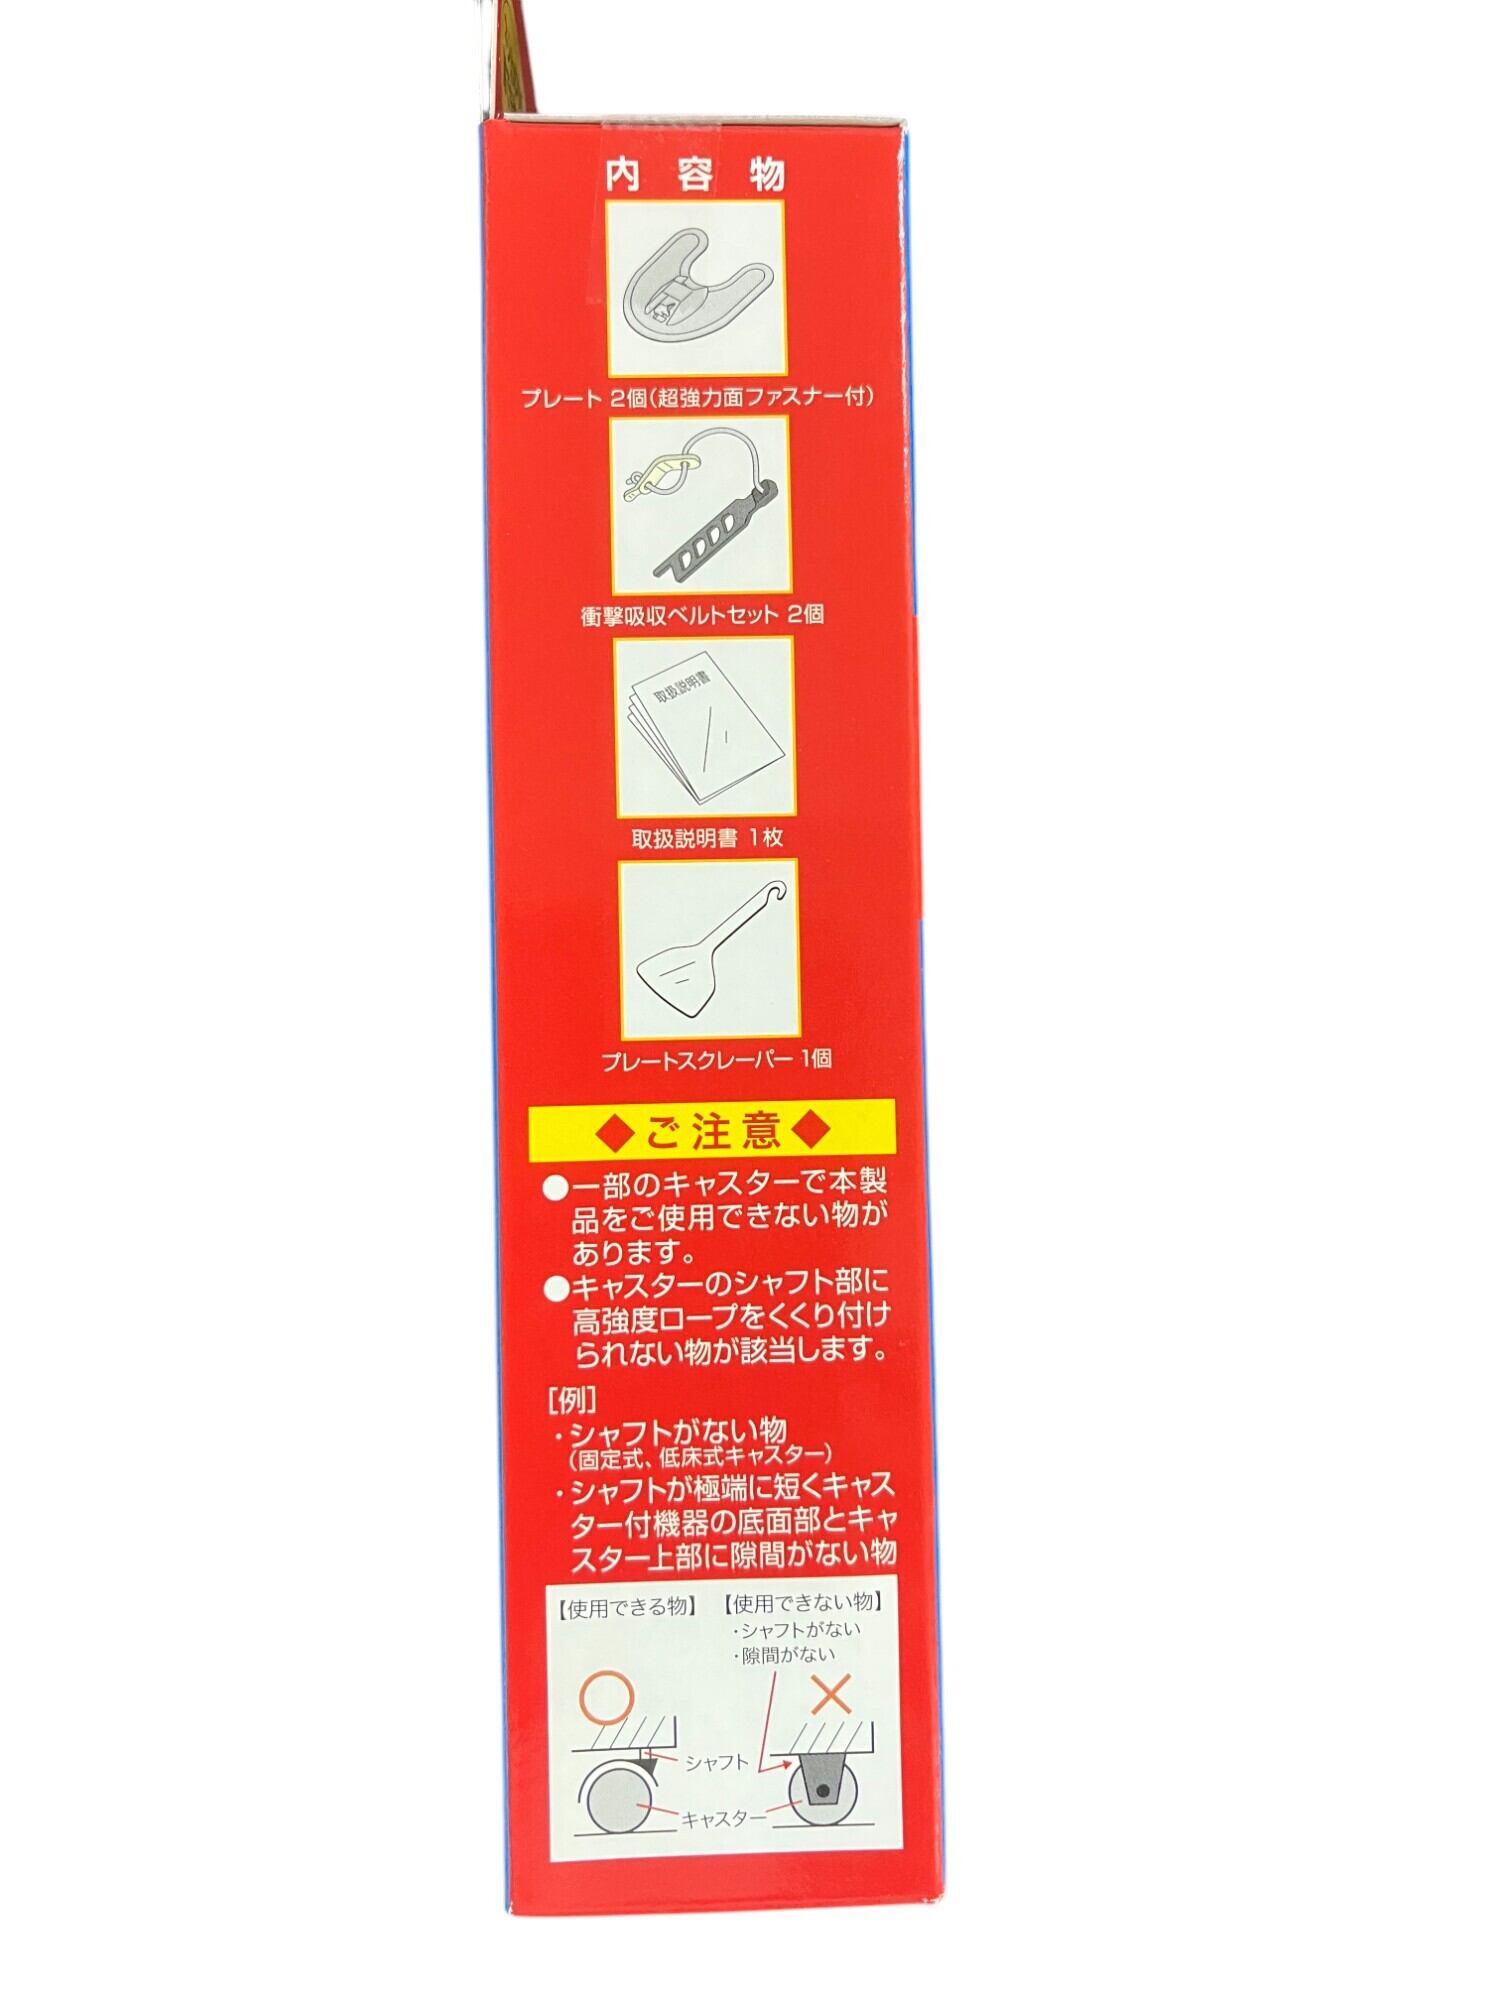 内容物
プレート 2個(超強力面ファスナー付)
衝撃吸収ベルトセット 2個
取扱説明書
取扱説明書 1枚
プレートスクレーパー 1個
◆ご注意◆
●一部のキャスターで本製
品をご使用できない物が
あります。
●キャスターのシャフト部に
高強度ロープをくくり付け
られない物が該当します。
[例]
・シャフトがない物
(固定式、低床式キャスター)
・シャフトが極端に短くキャス
ター付機器の底面部とキャ
スター上部に隙間がない物
【使用できる物】 【使用できない物】
・シャフトがない
・隙間がない
シャフト
キャスター